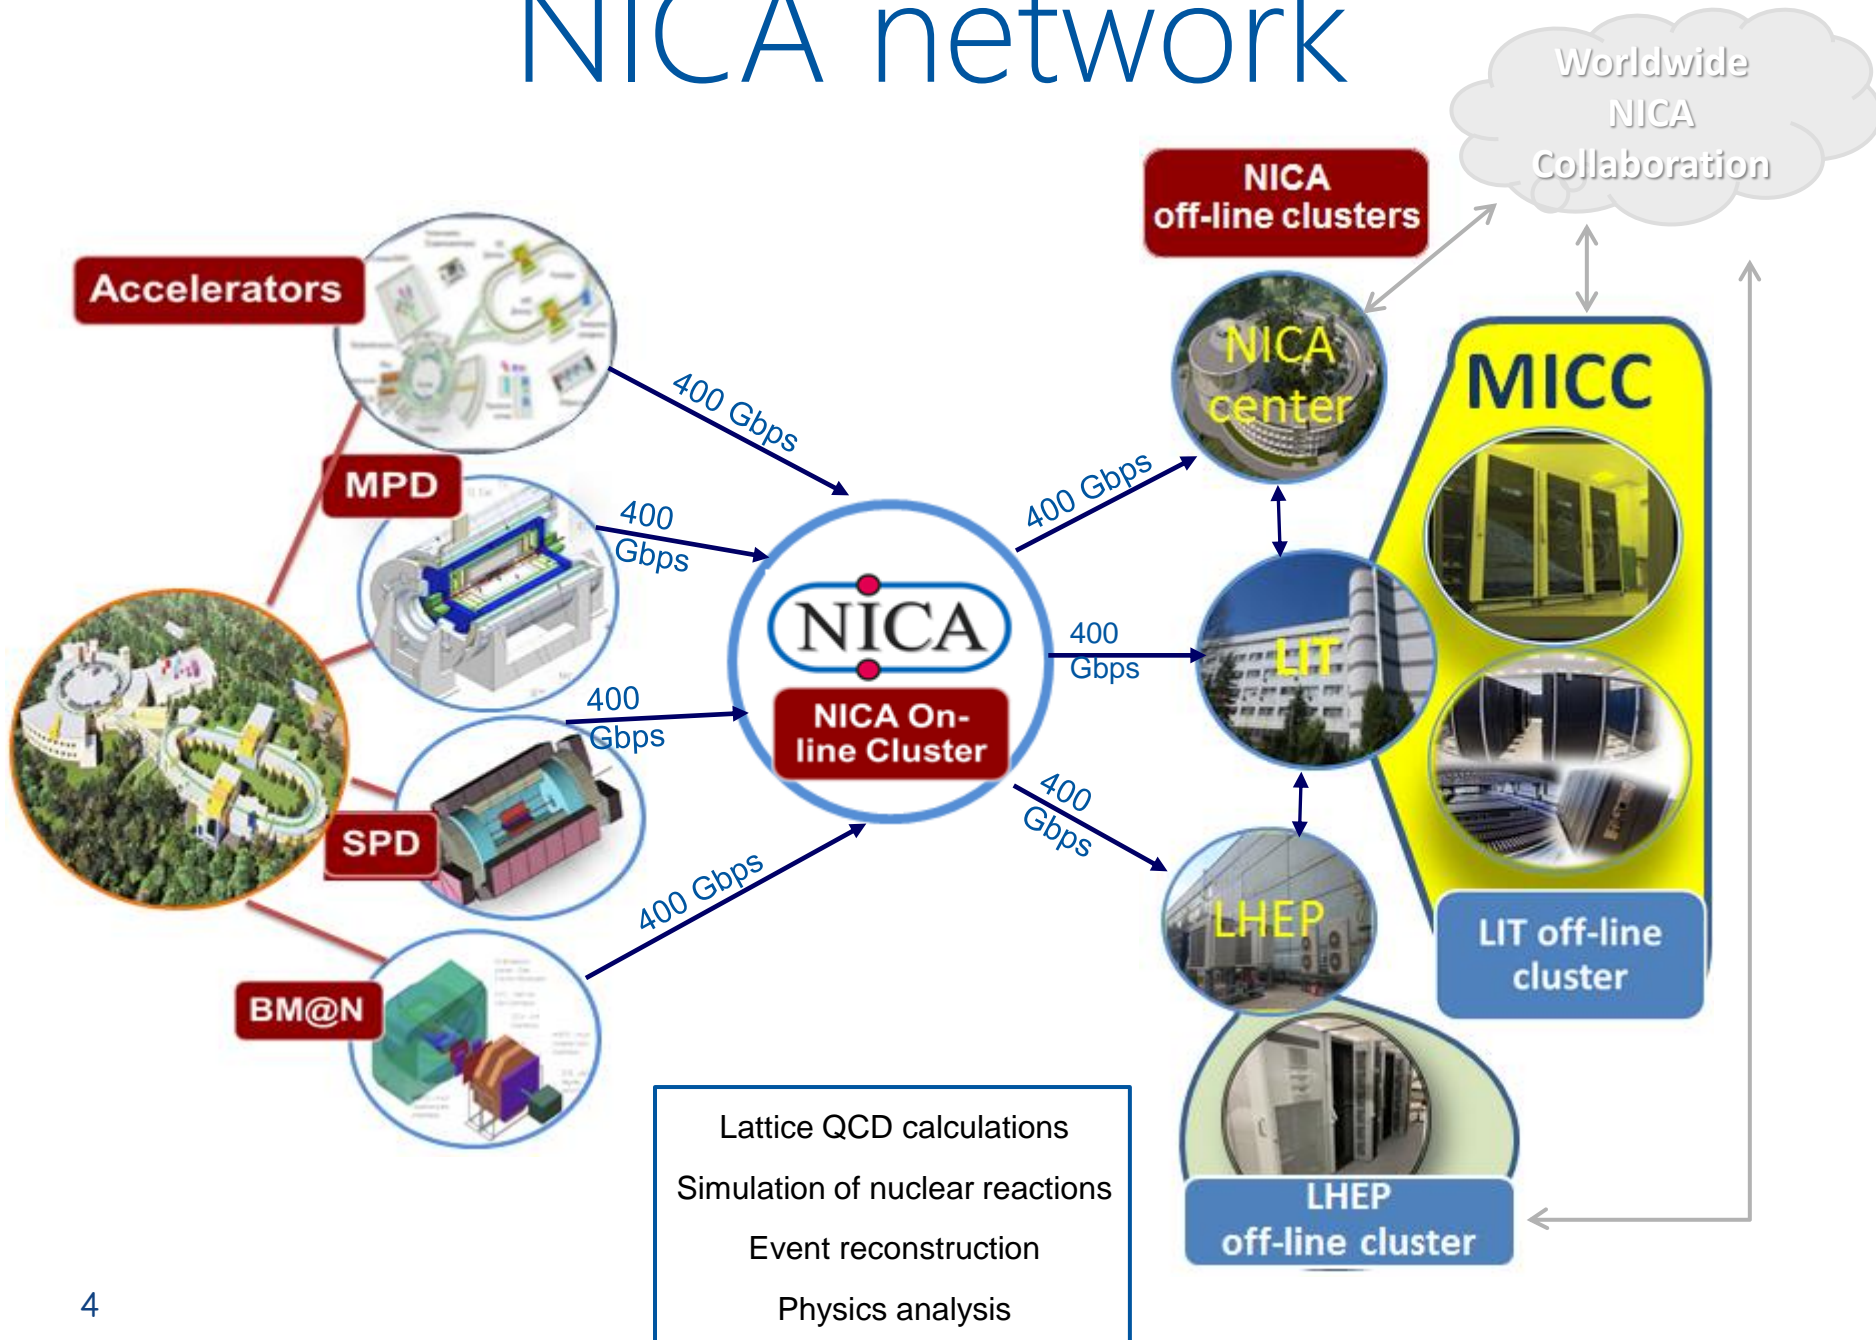 NICA network
Worldwide
NICA
Collaboration
NICA
off-line clusters
Accelerators
400 Gbps
MPD
400
Gbps
400
Gbps
SPD
400 Gbps
BM@N
NICA
NICA On-
line Cluster
400 Gbps
400
Gbps
400
Gbps
NICA
center
LIT
LHEP
MICC
LIT off-line
cluster
LHEP
off-line cluster
Lattice QCD calculations
Simulation of nuclear reactions
Event reconstruction
Physics analysis
4